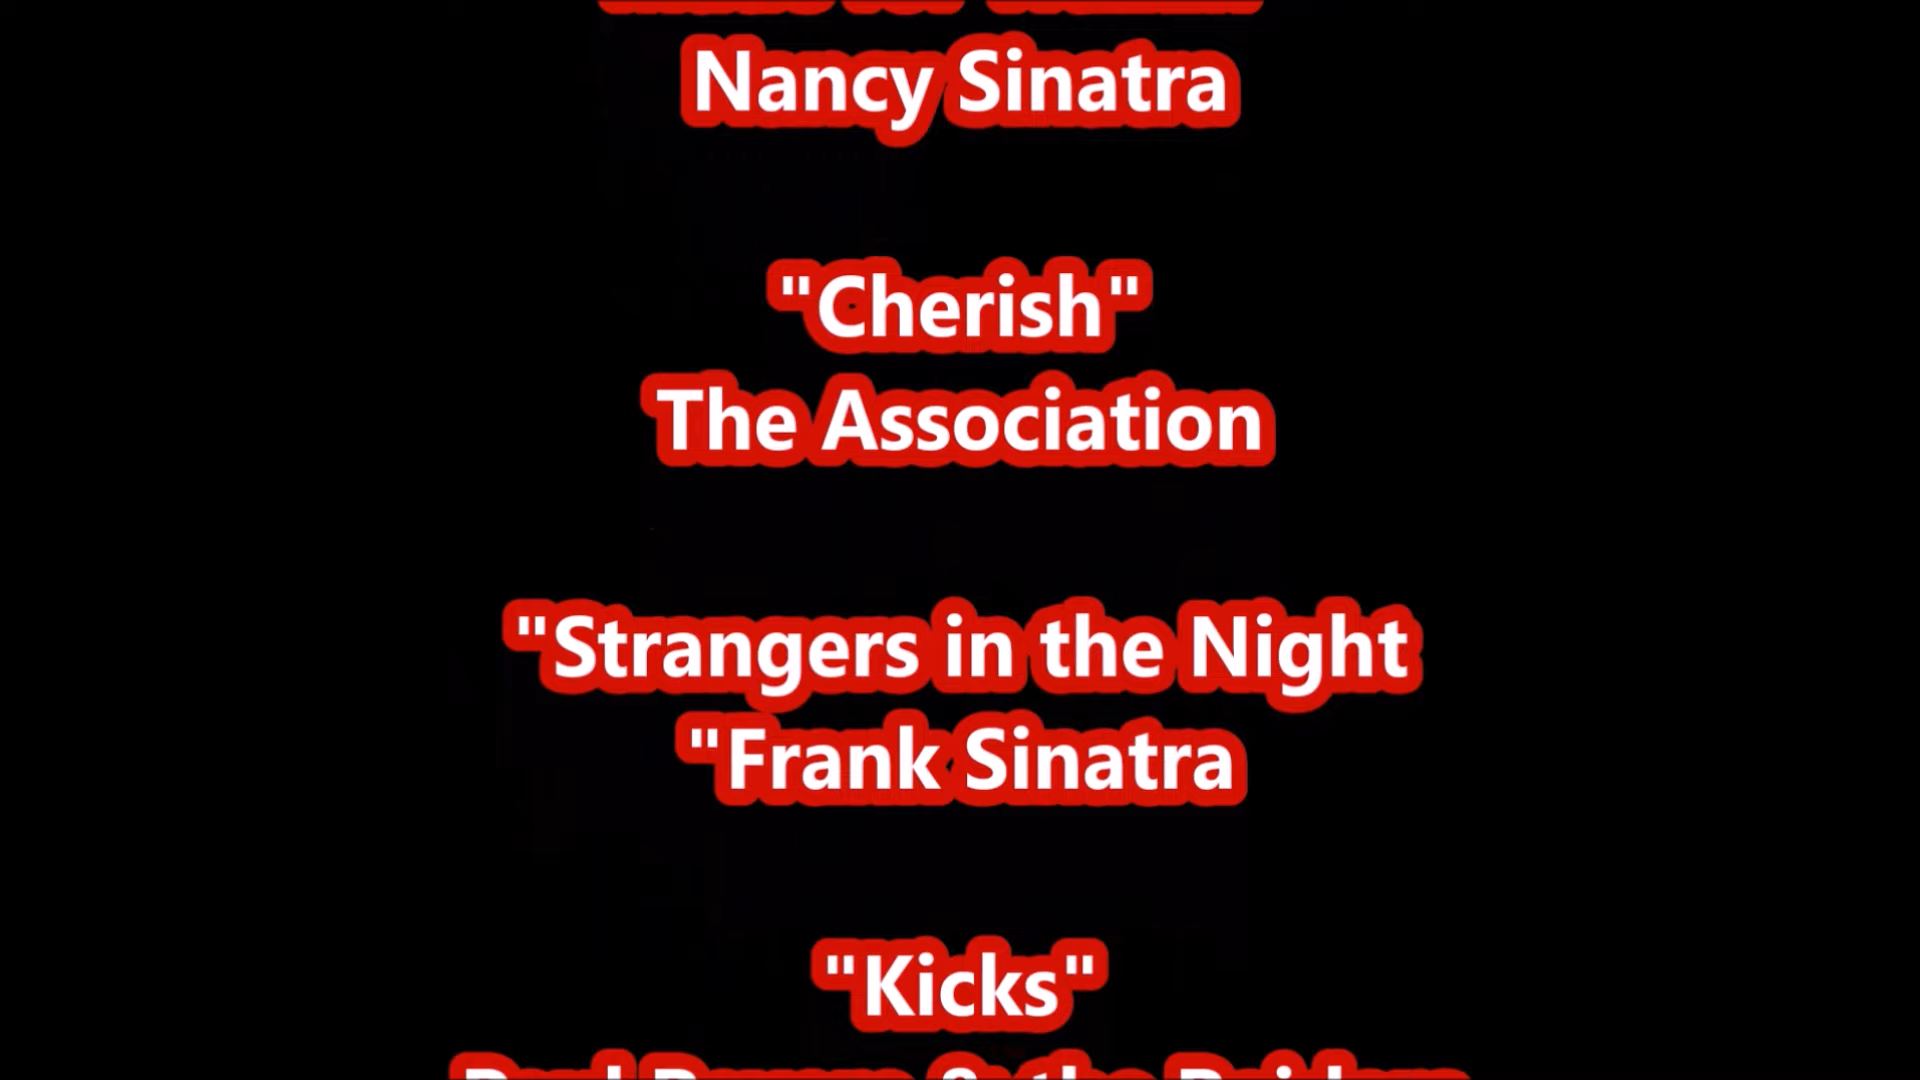 Nancy Sinatra
"Cherish"
The Association
"Strangers in the Night
"Frank Sinatra
"Kicks"